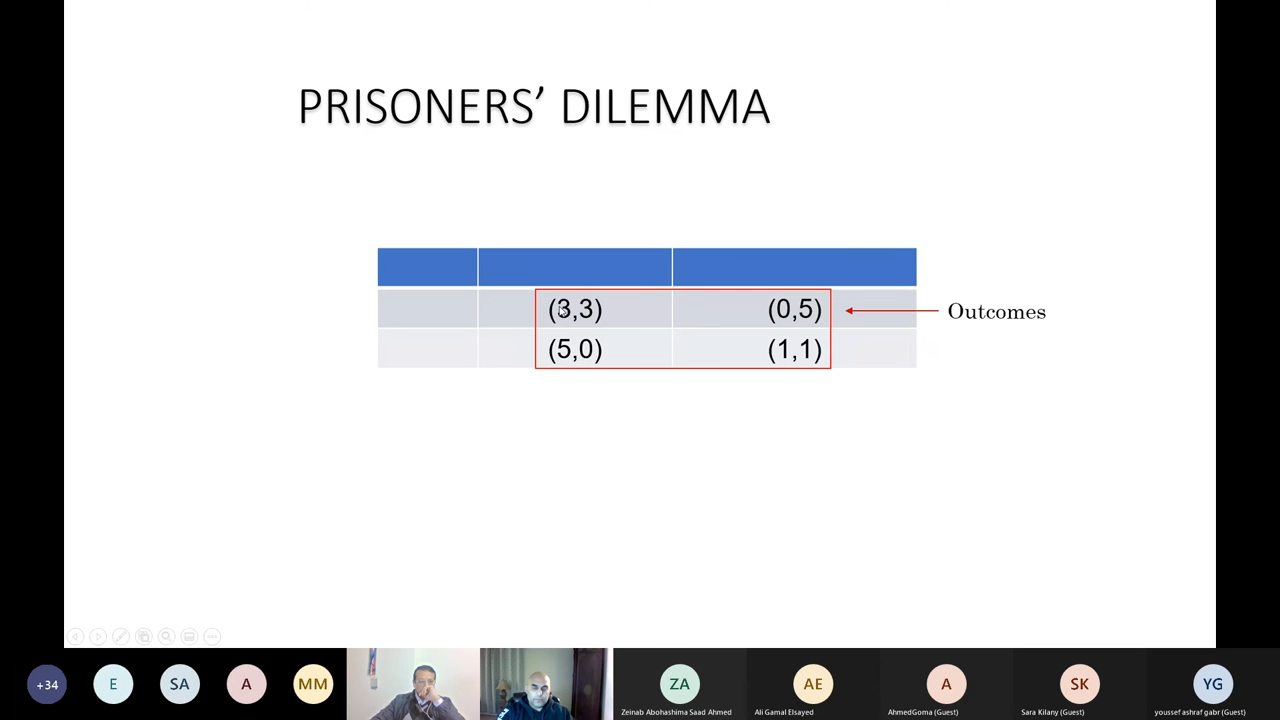 PRISONERS’ DILEMMA
(3,3) (0,5)
Outcomes
(5,0) (1,1)
+34
E
SA
A
MM
ZA
AE
A
SK
YG
Zeinab Abohashima Saad Ahmed
Ali Gamal Elsayed
AhmedGoma (Guest)
Sara Kilany (Guest)
youssef ashraf gabr (Guest)